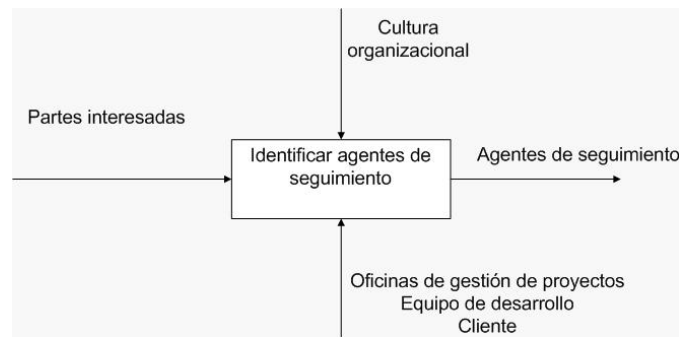 Cultura
organizacional
Partes interesadas
Identificar agentes de
seguimiento
Agentes de seguimiento
Oficinas de gestión de proyectos
Equipo de desarrollo
Cliente